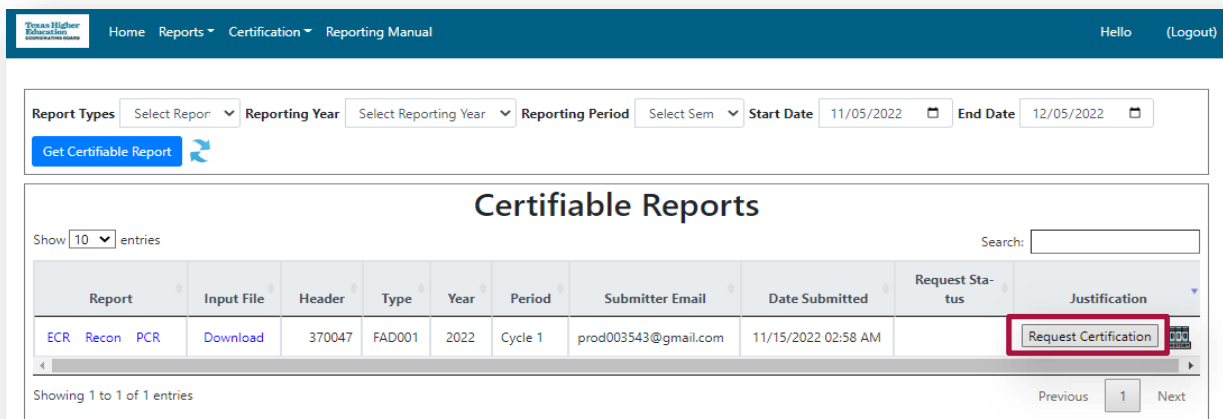 Texas Higher
Education
COORDINATING BOARD
Home Reports Certification Reporting Manual Hello (Logout)
Report Types Select Repor Reporting Year Select Reporting Year Reporting Period Select Sem Start Date 11/05/2022 End Date 12/05/2022
Get Certifiable Report
Certifiable Reports
Show 10 entries Search:
Report Input File Header Type Year Period Submitter Email Date Submitted Request Sta-
tus Justification
ECR Recon PCR Download 370047 FAD001 2022 Cycle 1 prod003543@gmail.com 11/15/2022 02:58 AM Request Certification
Showing 1 to 1 of 1 entries Previous 1 Next